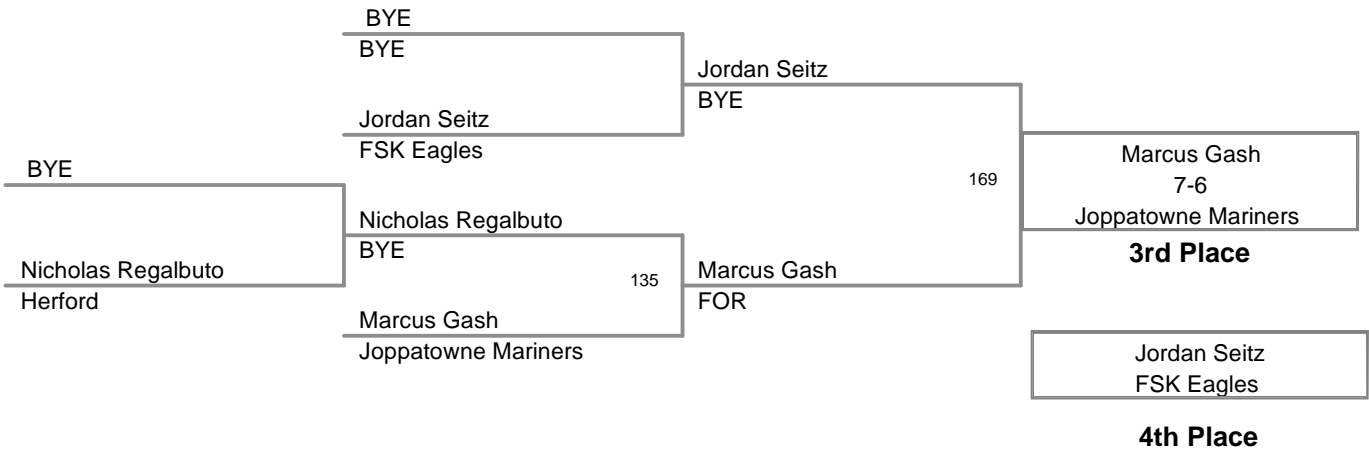 BYE
BYE
Jordan Seitz
BYE
Jordan Seitz
FSK Eagles
BYE
Marcus Gash
7-6
Joppatowne Mariners
169
Nicholas Regalbuto
BYE
3rd Place
Nicholas Regalbuto
Herford
135
Marcus Gash
FOR
Marcus Gash
Joppatowne Mariners
Jordan Seitz
FSK Eagles
4th Place